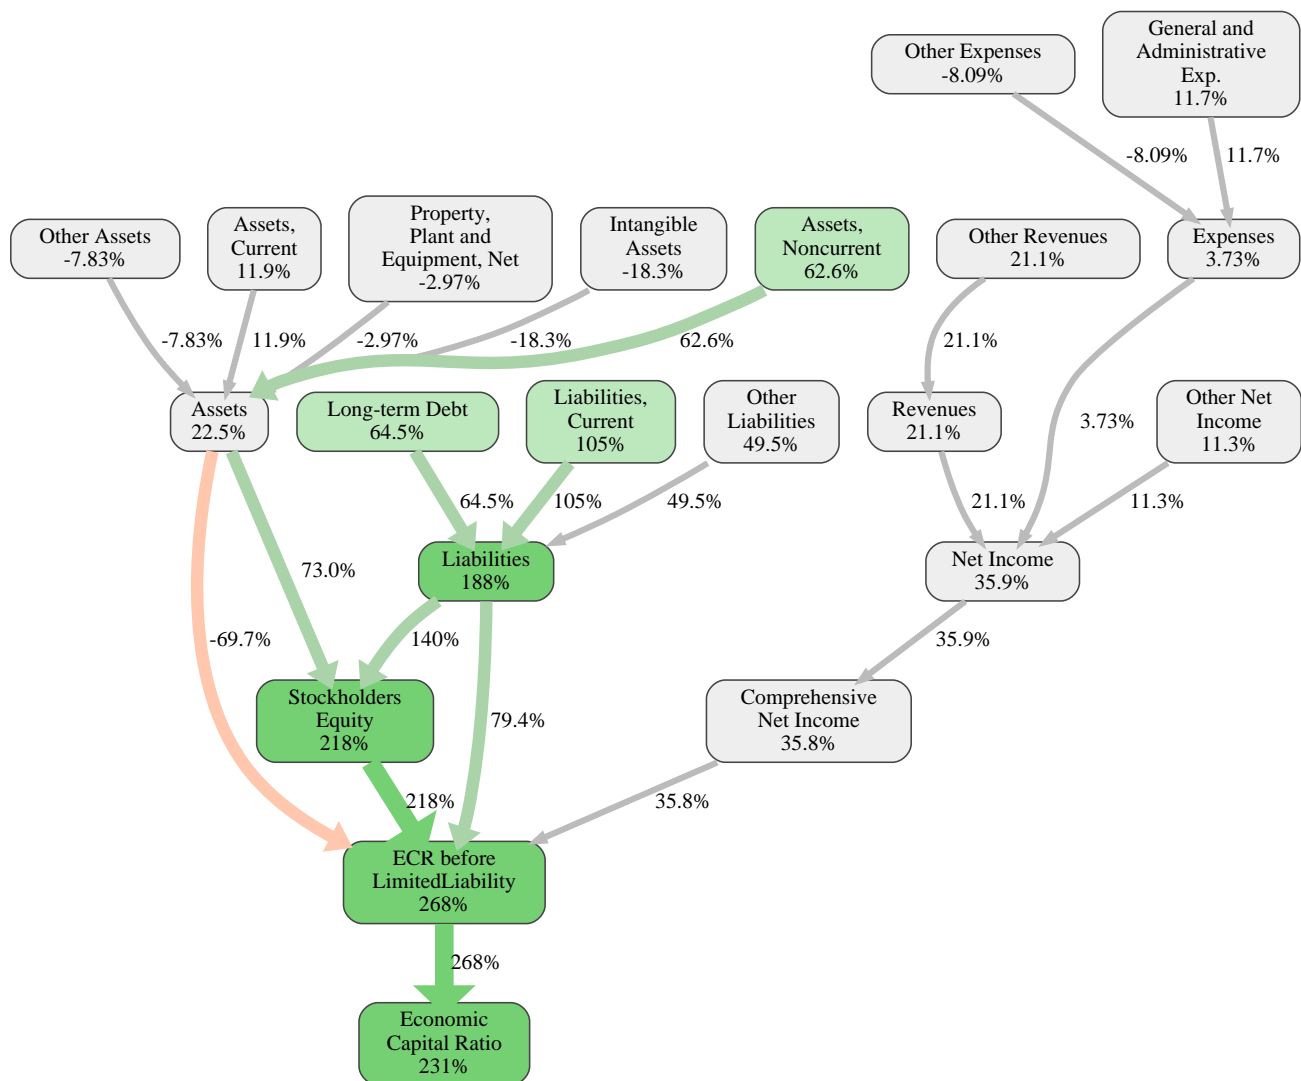 General and
Administrative
Exp.
11.7%
Other Expenses
-8.09%
-8.09%
11.7%
Other Assets
-7.83%
Assets,
Current
11.9%
Property,
Plant and
Equipment, Net
-2.97%
Intangible
Assets
-18.3%
Assets,
Noncurrent
62.6%
Other Revenues
21.1%
Expenses
3.73%
-7.83%
11.9%
-2.97%
-18.3%
62.6%
21.1%
Assets
22.5%
Long-term Debt
64.5%
Liabilities,
Current
105%
Other
Liabilities
49.5%
Revenues
21.1%
3.73%
Other Net
Income
11.3%
64.5%
105%
49.5%
21.1%
11.3%
73.0%
Liabilities
188%
Net Income
35.9%
-69.7%
140%
35.9%
Stockholders
Equity
218%
79.4%
Comprehensive
Net Income
35.8%
218%
35.8%
ECR before
LimitedLiability
268%
268%
Economic
Capital Ratio
231%